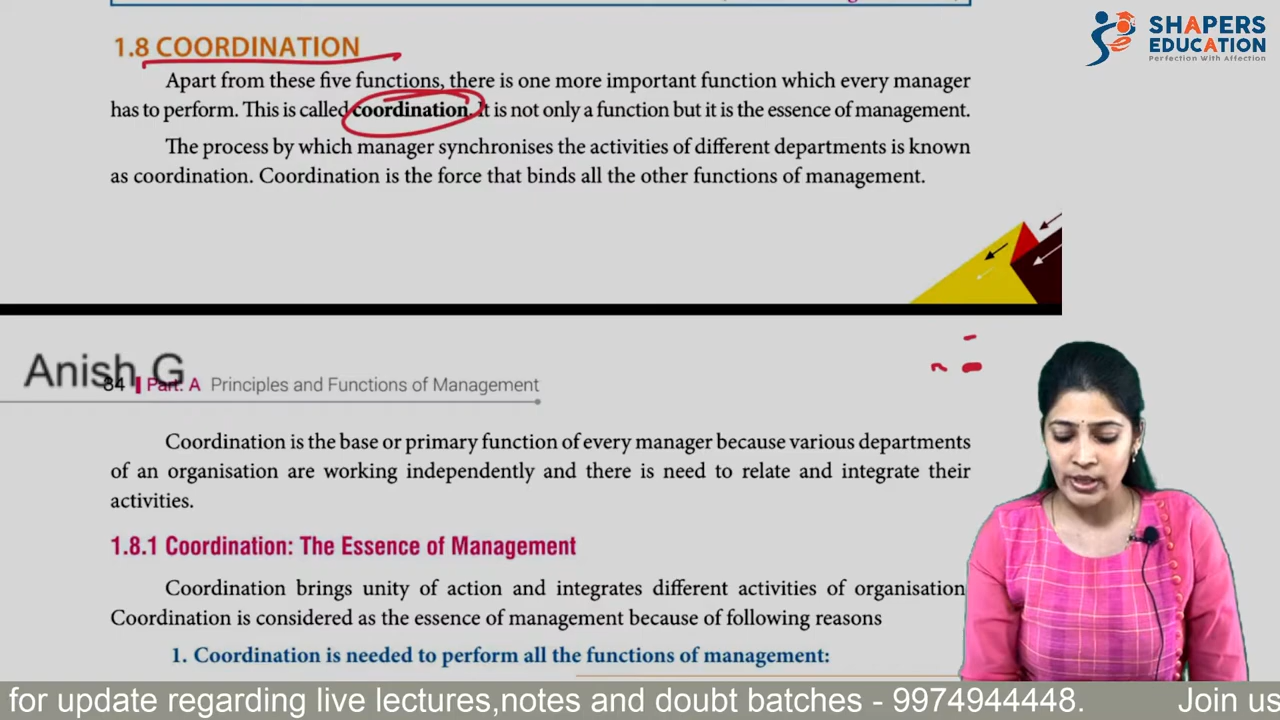 SHAPERS
EDUCATION
Perfection With Affection
1.8 COORDINATION
Apart from these five functions, there is one more important function which every manager
has to perform. This is called coordination. It is not only a function but it is the essence of management.
The process by which manager synchronises the activities of different departments is known
as coordination. Coordination is the force that binds all the other functions of management.
Anish G
84 Part: A Principles and Functions of Management
Coordination is the base or primary function of every manager because various departments
of an organisation are working independently and there is need to relate and integrate their
activities.
1.8.1 Coordination: The Essence of Management
Coordination brings unity of action and integrates different activities of organisation
Coordination is considered as the essence of management because of following reasons
1. Coordination is needed to perform all the functions of management:
for update regarding live lectures,notes and doubt batches - 9974944448. Join us